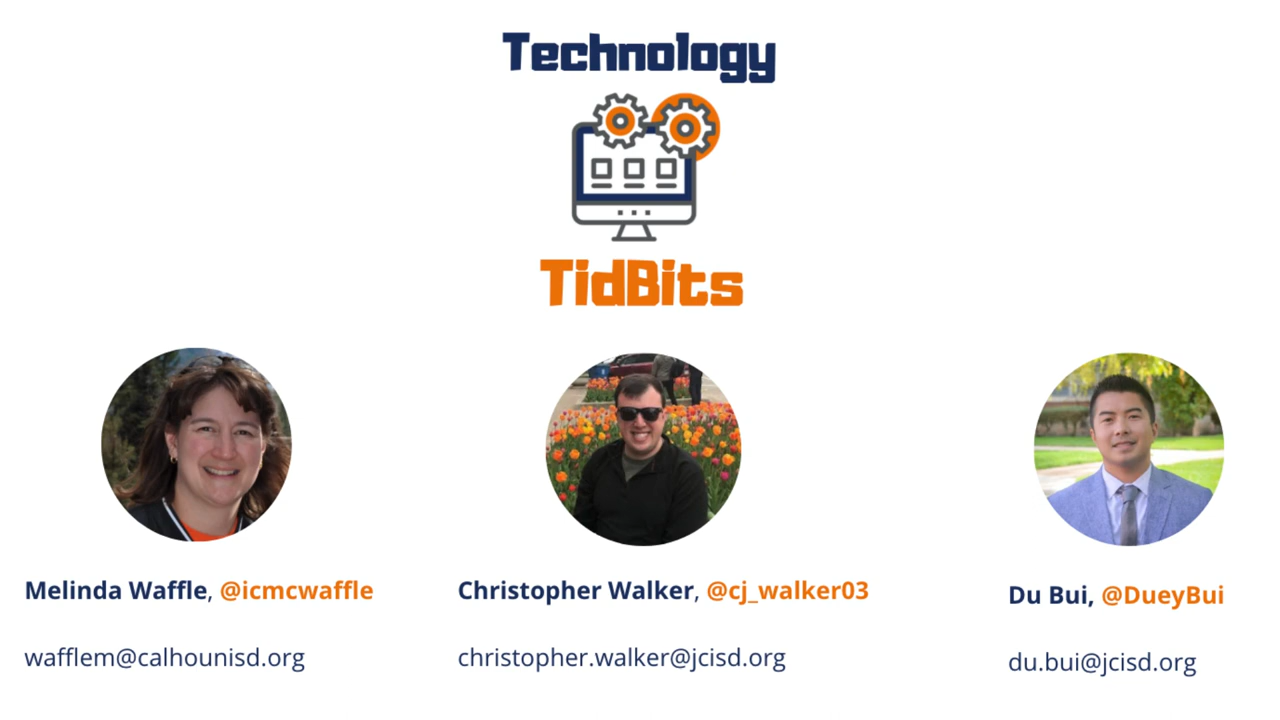 Technology
TidBits
Melinda Waffle, @icmcwaffle
wafflem@calhounisd.org
Christopher Walker, @cj_walker03
christopher.walker@jcisd.org
Du Bui, @DueyBui
du.bui@jcisd.org